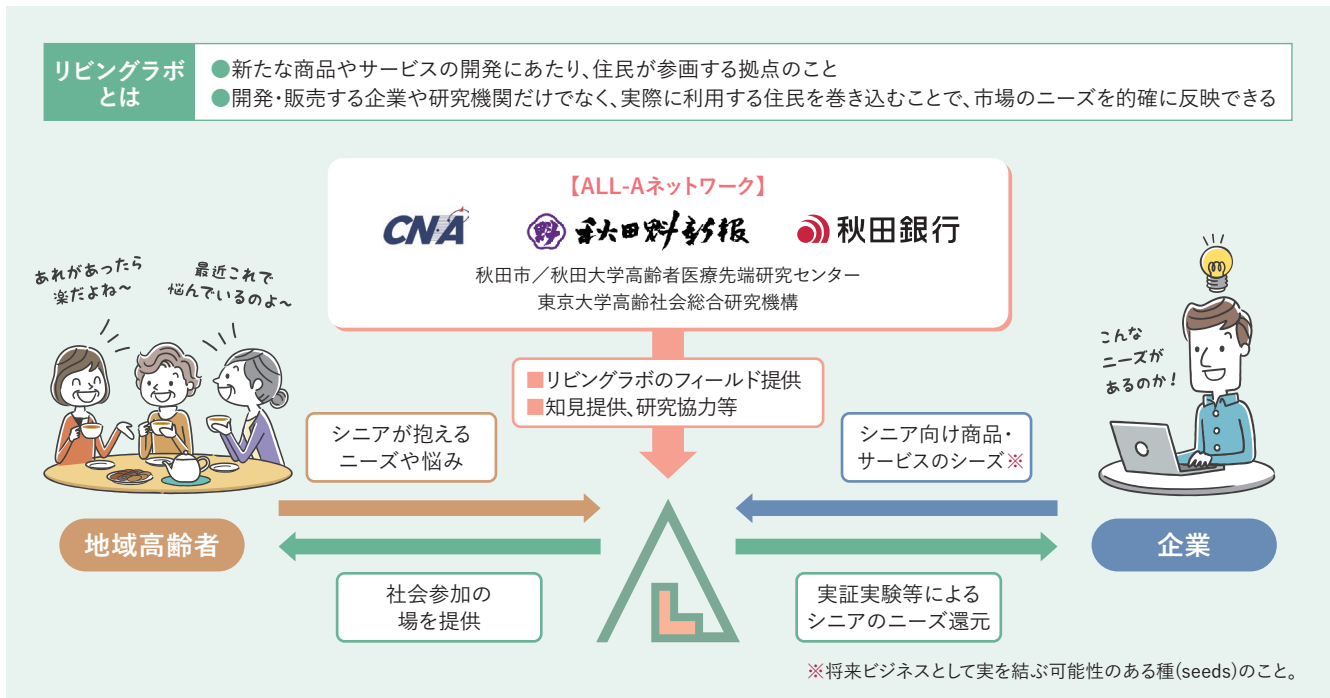 リビングラボ
とは
●新たな商品やサービスの開発にあたり、住民が参画する拠点のこと
●開発・販売する企業や研究機関だけでなく、実際に利用する住民を巻き込むことで、市場のニーズを的確に反映できる
【ALL-Aネットワーク】
CNA
秋田魁新報
秋田銀行
秋田市／秋田大学高齢者医療先端研究センター
東京大学高齢社会総合研究機構
あれがあったら
楽だよね～
最近これで
悩んでいるのよ～
こんな
ニーズが
あるのか！
■リビングラボのフィールド提供
■知見提供、研究協力等
シニアが抱える
ニーズや悩み
シニア向け商品・
サービスのシーズ※
地域高齢者
企業
社会参加の
場を提供
実証実験等による
シニアのニーズ還元
※将来ビジネスとして実を結ぶ可能性のある種(seeds)のこと。